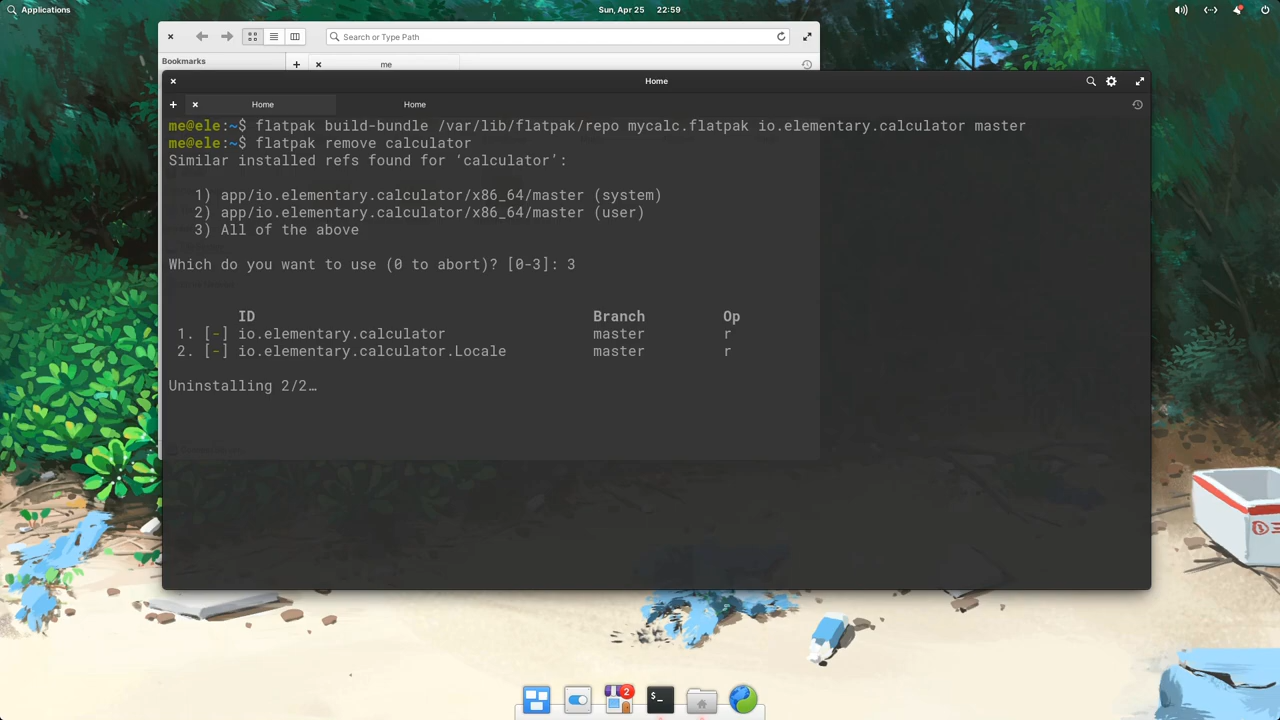 Applications
Sun, Apr 25 22:59
Search or Type Path
Bookmarks
me
Home
Home
Home
me@ele:~$ flatpak build-bundle /var/lib/flatpak/repo mycalc.flatpak io.elementary.calculator master
me@ele:~$ flatpak remove calculator
Similar installed refs found for ‘calculator’:
1) app/io.elementary.calculator/x86_64/master (system)
2) app/io.elementary.calculator/x86_64/master (user)
3) All of the above
Which do you want to use (0 to abort)? [0-3]: 3
ID Branch Op
1. [-] io.elementary.calculator master r
2. [-] io.elementary.calculator.Locale master r
Uninstalling 2/2…
2
$_